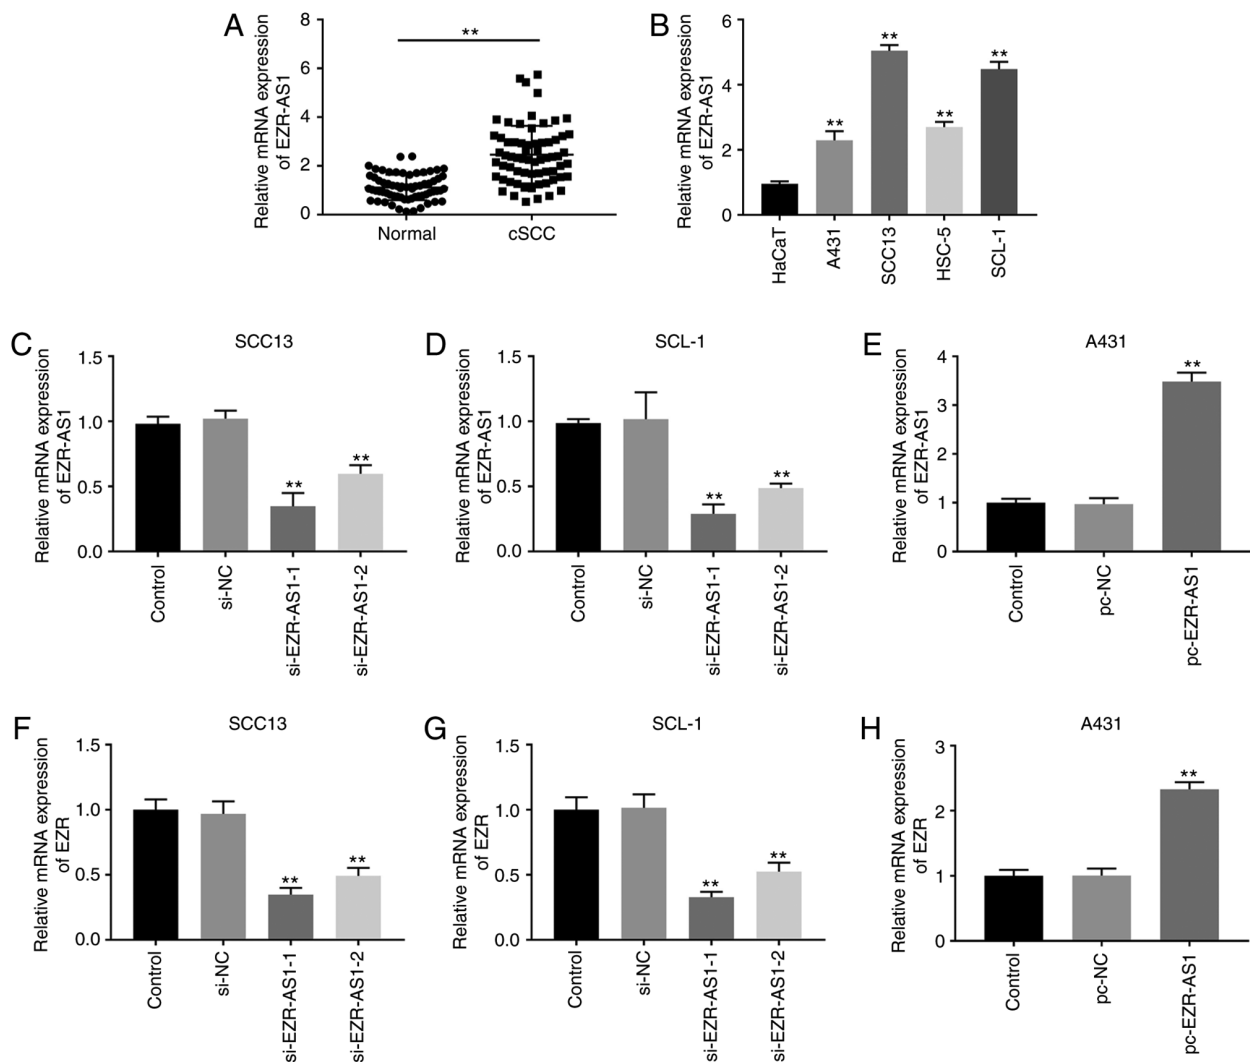 A
Relative mRNA expression
of EZR-AS1
8
6
4
2
0
**
Normal
cSCC
B
Relative mRNA expression
of EZR-AS1
6
4
2
0
**
**
**
**
HaCaT
A431
SCC13
HSC-5
SCL-1
C
SCC13
Relative mRNA expression
of EZR-AS1
1.5
1.0
0.5
0.0
**
**
Control
si-NC
si-EZR-AS1-1
si-EZR-AS1-2
D
SCL-1
Relative mRNA expression
of EZR-AS1
1.5
1.0
0.5
0.0
**
**
Control
si-NC
si-EZR-AS1-1
si-EZR-AS1-2
E
A431
Relative mRNA expression
of EZR-AS1
4
3
2
1
0
**
Control
pc-NC
pc-EZR-AS1
F
SCC13
Relative mRNA expression
of EZR
1.5
1.0
0.5
0.0
**
**
Control
si-NC
si-EZR-AS1-1
si-EZR-AS1-2
G
SCL-1
Relative mRNA expression
of EZR
1.5
1.0
0.5
0.0
**
**
Control
si-NC
si-EZR-AS1-1
si-EZR-AS1-2
H
A431
Relative mRNA expression
of EZR
3
2
1
0
**
Control
pc-NC
pc-EZR-AS1